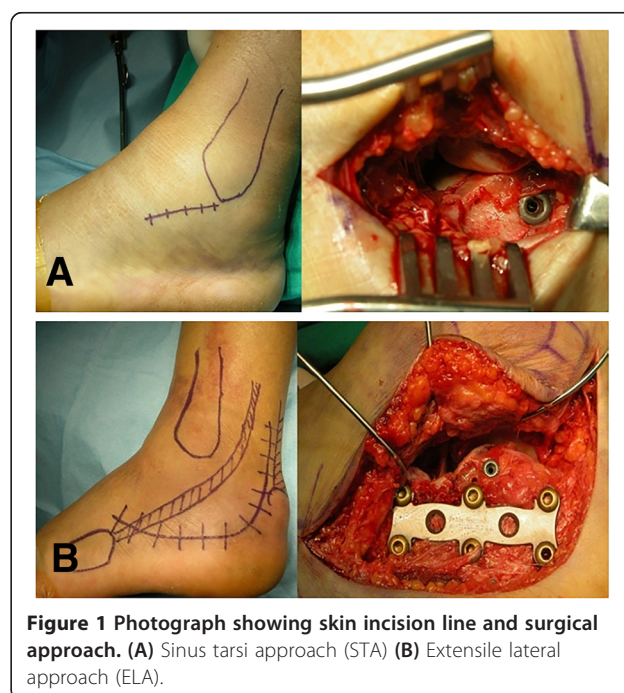 A
B
Figure 1 Photograph showing skin incision line and surgical
approach. (A) Sinus tarsi approach (STA) (B) Extensile lateral
approach (ELA).